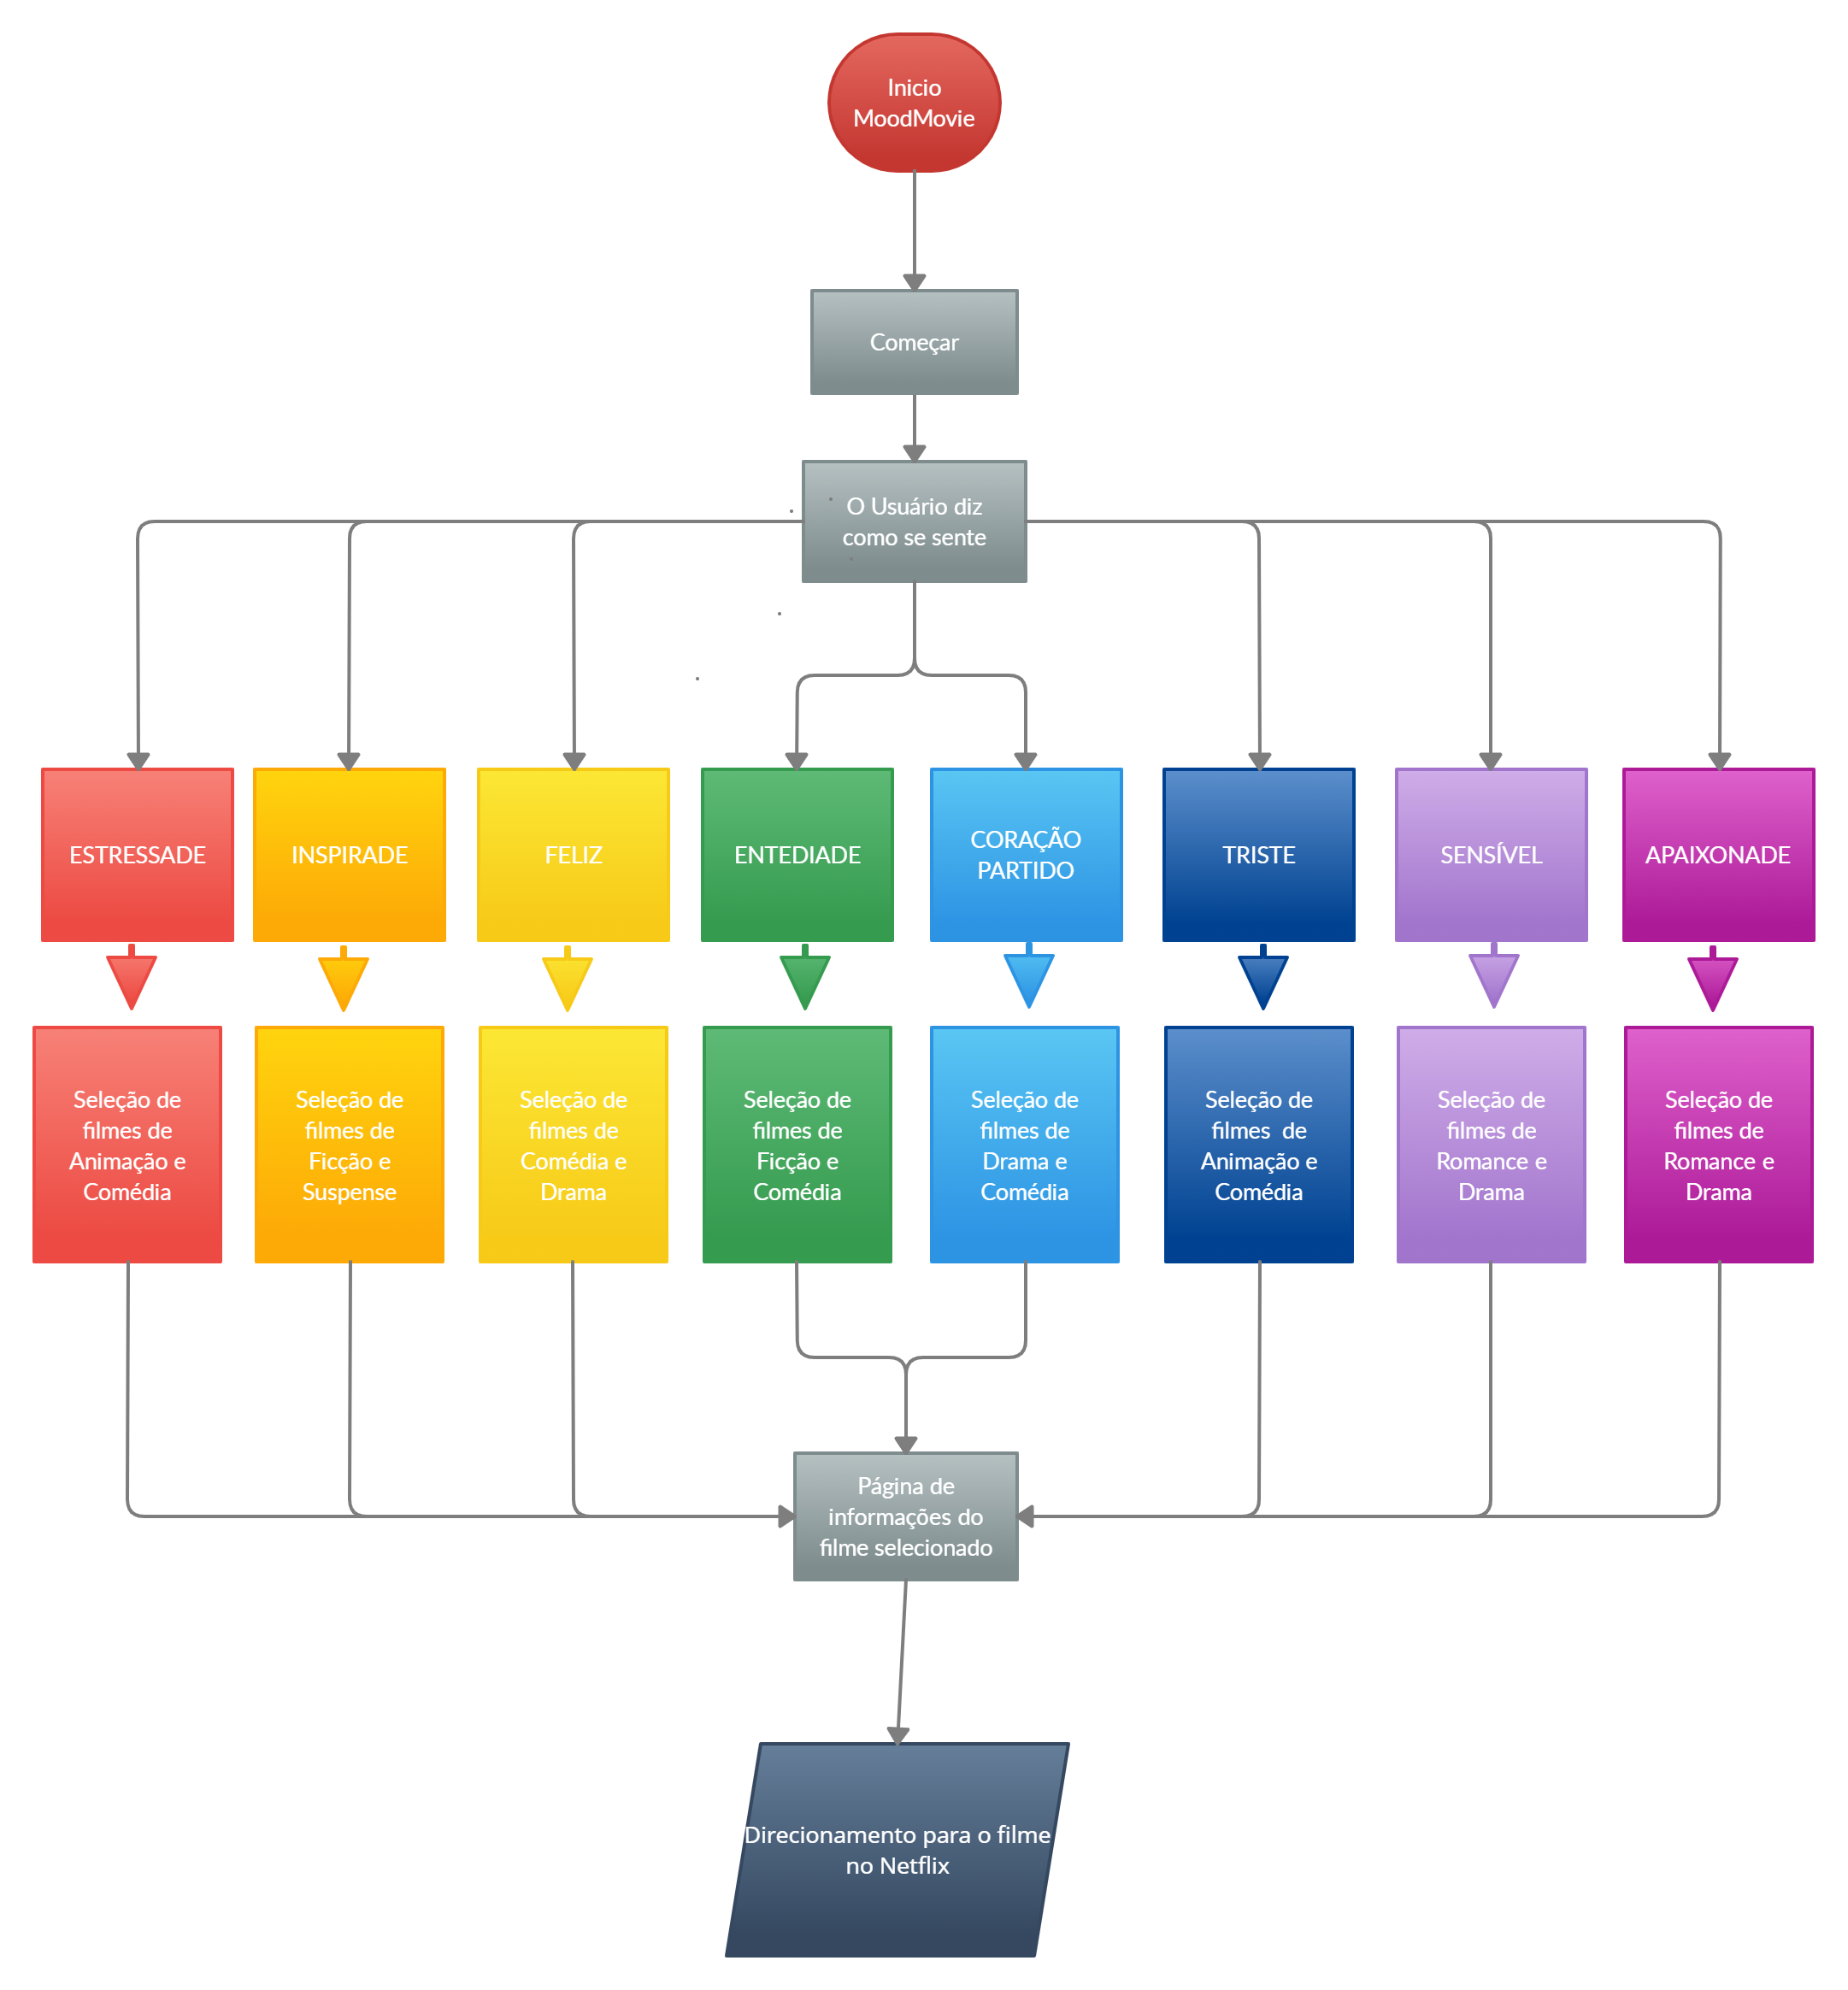 Inicio
MoodMovie
Começar
O Usuário diz
como se sente
ESTRESSADE
INSPIRADE
FELIZ
ENTEDIADE
CORAÇÃO
PARTIDO
TRISTE
SENSÍVEL
APAIXONADE
Seleção de
filmes de
Animação e
Comédia
Seleção de
filmes de
Ficção e
Suspense
Seleção de
filmes de
Comédia e
Drama
Seleção de
filmes de
Ficção e
Comédia
Seleção de
filmes de
Drama e
Comédia
Seleção de
filmes  de
Animação e
Comédia
Seleção de
filmes de
Romance e
Drama
Seleção de
filmes de
Romance e
Drama
Página de
informações do
filme selecionado
Direcionamento para o filme
no Netflix